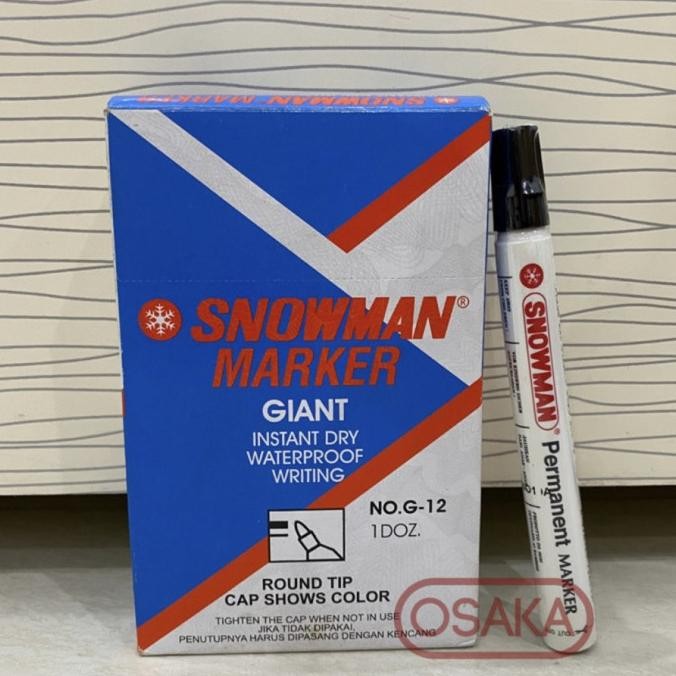 SNOWMAN MARKER
SNOWMAN®
MARKER
GIANT
INSTANT DRY
WATERPROOF
WRITING
NO.G-12
1DOZ.
ROUND TIP
CAP SHOWS COLOR
TIGHTEN THE CAP WHEN NOT IN USE
JIKA TIDAK DIPAKAI,
PENUTUPNYA HARUS DIPASANG DENGAN KENCANG
SNOWMAN®
Permanent MARKER
OSAKA